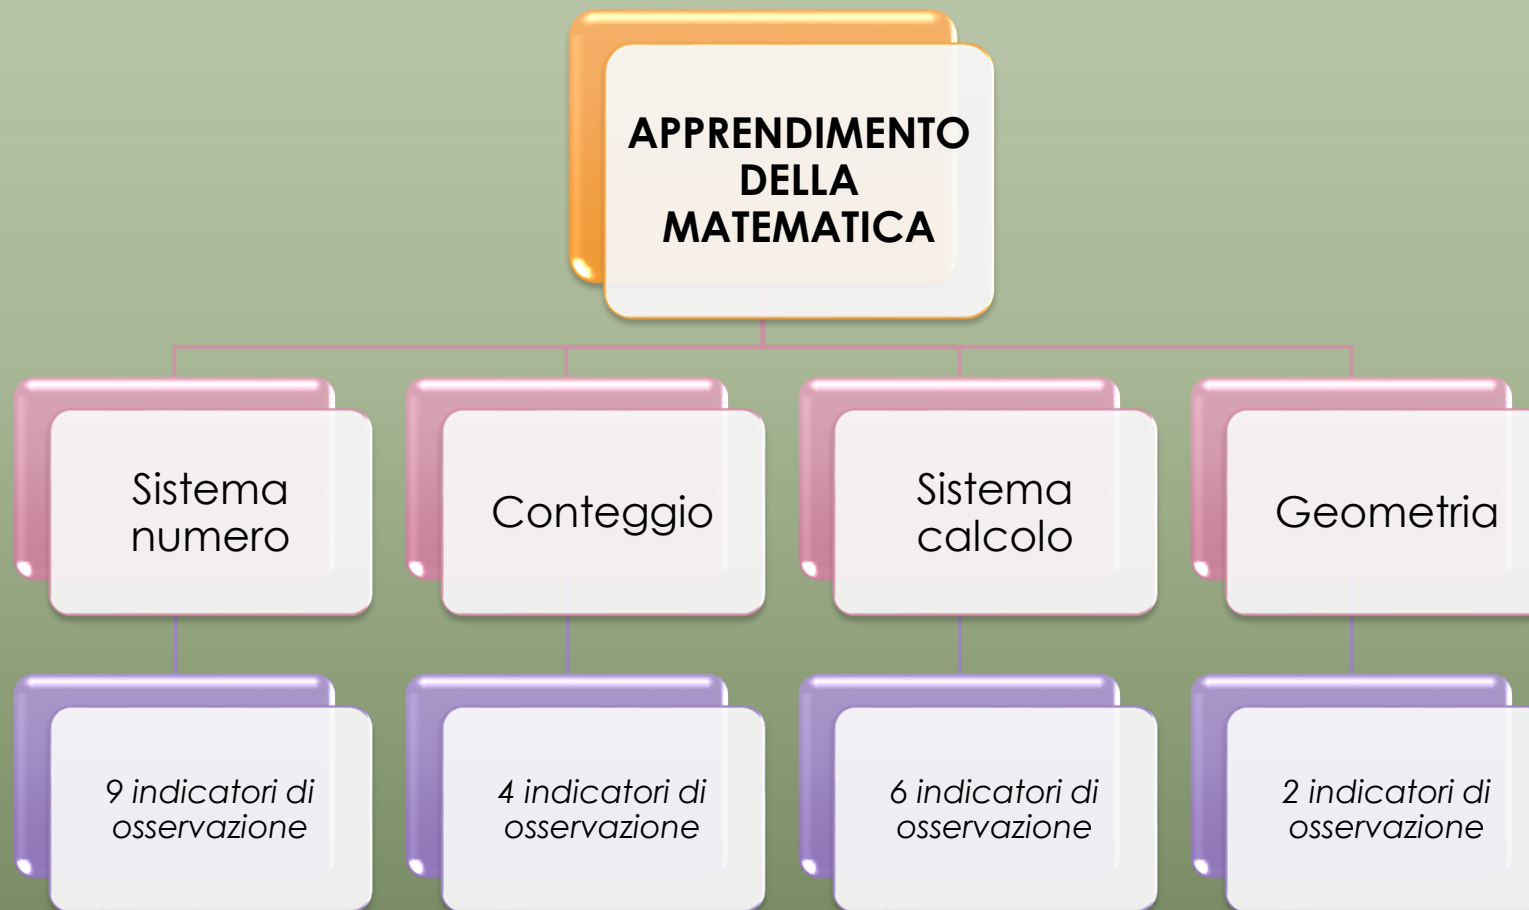 APPRENDIMENTO
DELLA
MATEMATICA
Sistema
numero
Conteggio
Sistema
calcolo
Geometria
9 indicatori di
osservazione
4 indicatori di
osservazione
6 indicatori di
osservazione
2 indicatori di
osservazione